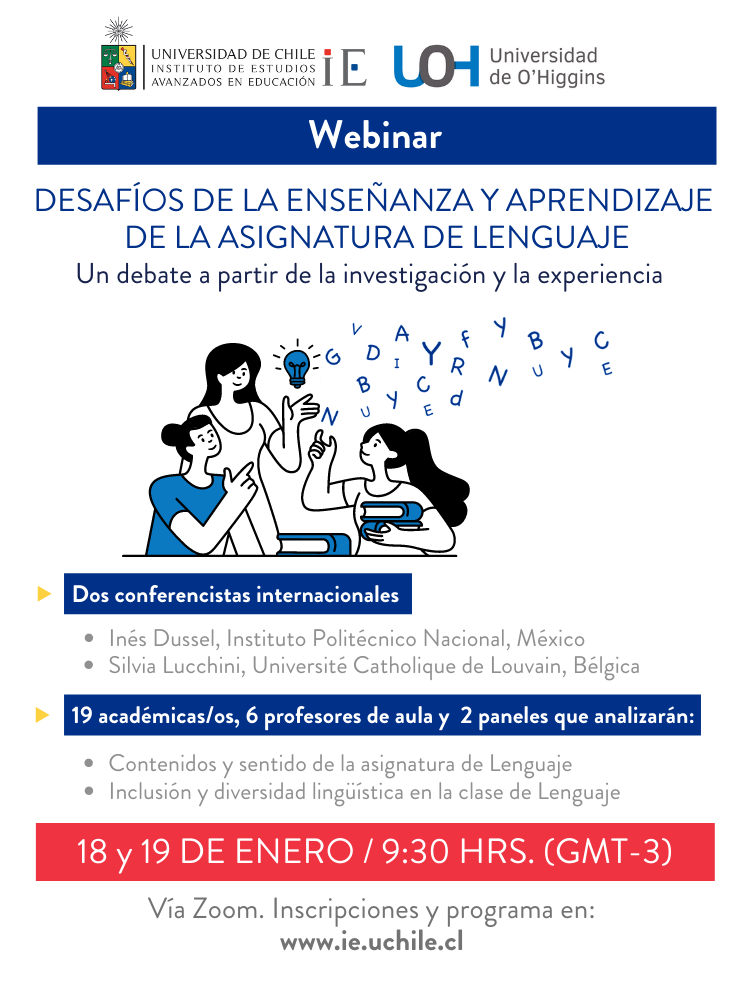 UNIVERSIDAD DE CHILE
INSTITUTO DE ESTUDIOS
AVANZADOS EN EDUCACIÓN
iE
UOH
Universidad
de O'Higgins
Webinar
DESAFÍOS DE LA ENSEÑANZA Y APRENDIZAJE
DE LA ASIGNATURA DE LENGUAJE
Un debate a partir de la investigación y la experiencia
V A f Y B C
G D I Y R N U Y E
B Y C E d
N U
Dos conferencistas internacionales
Inés Dussel, Instituto Politécnico Nacional, México
Silvia Lucchini, Université Catholique de Louvain, Bélgica
19 académicas/os, 6 profesores de aula y 2 paneles que analizarán:
Contenidos y sentido de la asignatura de Lenguaje
Inclusión y diversidad lingüística en la clase de Lenguaje
18 y 19 DE ENERO / 9:30 HRS. (GMT-3)
Vía Zoom. Inscripciones y programa en:
www.ie.uchile.cl